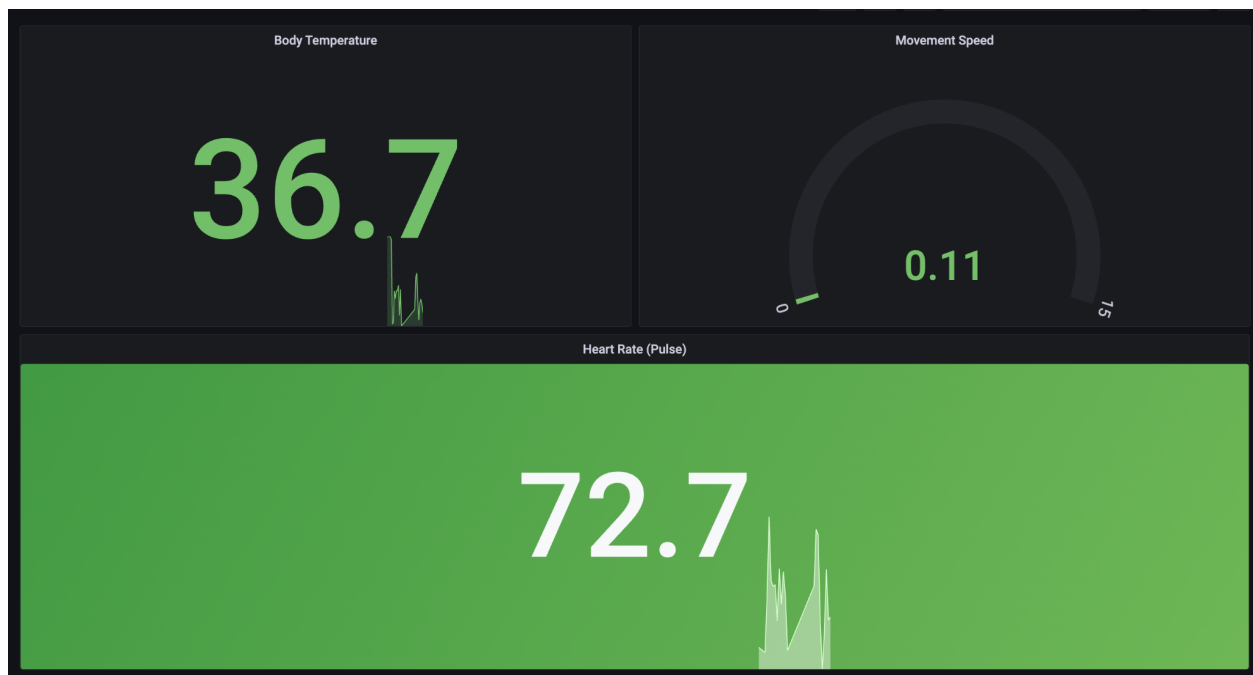 Body Temperature
36.7
Movement Speed
0.11
0
15
Heart Rate (Pulse)
72.7